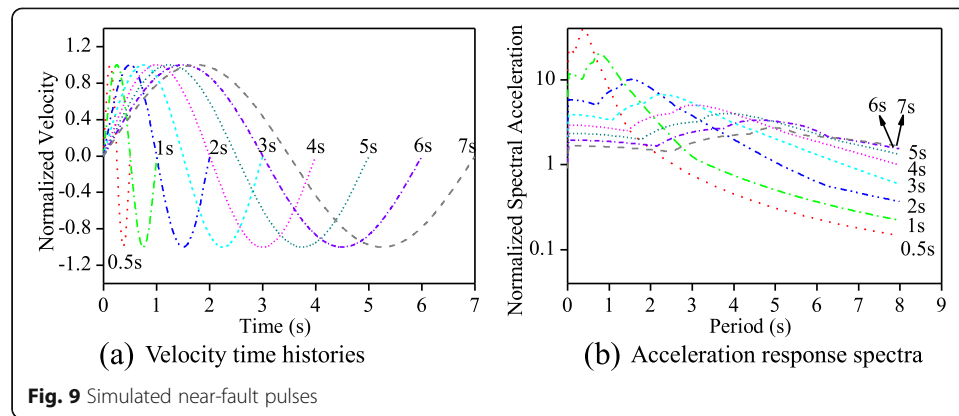 (a)
1.2
0.8
0.4
0.0
-0.4
-0.8
-1.2
Normalized Velocity
0.5s
1s
2s
3s
4s
5s
6s
7s
0 1 2 3 4 5 6 7
Time (s)
(a) Velocity time histories
(b)
10
1
0.1
Normalized Spectral Acceleration
6s 7s
5s
4s
3s
2s
1s
0.5s
0 1 2 3 4 5 6 7 8 9
Period (s)
(b) Acceleration response spectra
Fig. 9 Simulated near-fault pulses